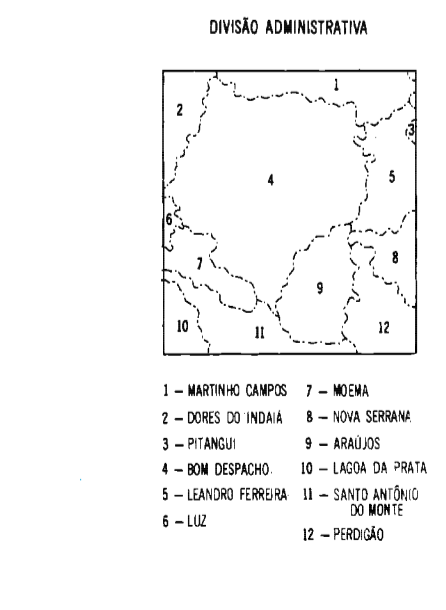 DIVISÃO ADMINISTRATIVA
1
2
3
4
5
6
7
8
9
10
11
12
1 – MARTINHO CAMPOS
2 – DORES DO INDAIÁ
3 – PITANGUI
4 – BOM DESPACHO
5 – LEANDRO FERREIRA
6 – LUZ
7 – MOEMA
8 – NOVA SERRANA
9 – ARAÚJOS
10 – LAGOA DA PRATA
11 – SANTO ANTÔNIO
DO MONTE
12 – PERDIGÃO